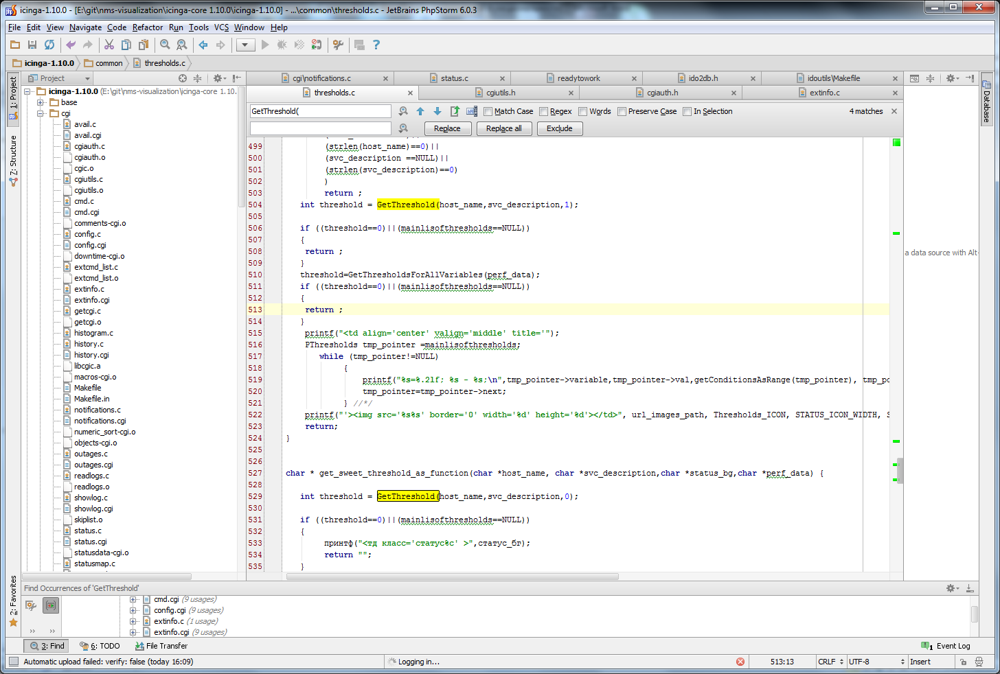 icinga-1.10.0 - [E:\git\nms-visualization\icinga-core 1.10.0\icinga-1.10.0] - ...\common\thresholds.c - JetBrains PhpStorm 6.0.3
File Edit View Navigate Code Refactor Run Tools VCS Window Help
icinga-1.10.0 common thresholds.c
Project
cgi\notifications.c status.c readytowork ido2db.h idoutils\Makefile
thresholds.c cgiutils.h cgiauth.h extinfo.c
GetThreshold( Match Case Regex Words Preserve Case In Selection 4 matches
Replace Replace all Exclude
1: Project
7: Structure
2: Favorites
Database
icinga-1.10.0 (E:\git\nms-visualization\icinga-core 1.10.
base
cgi
avail.c
avail.cgi
cgiauth.c
cgiauth.o
cgic.o
cgiutils.c
cgiutils.o
cmd.c
cmd.cgi
comments-cgi.o
config.c
config.cgi
downtime-cgi.o
extcmd_list.c
extcmd_list.o
extinfo.c
extinfo.cgi
getcgi.c
getcgi.o
histogram.c
history.c
history.cgi
libcgic.a
macros-cgi.o
Makefile
Makefile.in
notifications.c
notifications.cgi
numeric_sort-cgi.o
objects-cgi.o
outages.c
outages.cgi
readlogs.c
readlogs.o
showlog.c
showlog.cgi
skiplist.o
status.c
status.cgi
statusdata-cgi.o
statusmap.c
499 (strlen(host_name)==0)||
500 (svc_description ==NULL)||
501 (strlen(svc_description)==0)
502 )
503 return ;
504 int threshold = GetThreshold(host_name,svc_description,1);
505
506 if ((threshold==0)||(mainlisofthresholds==NULL))
507 {
508 return ;
509 }
510 threshold=GetThresholdsForAllVariables(perf_data);
511 if ((threshold==0)||(mainlisofthresholds==NULL))
512 {
513 return ;
514 }
515 printf("<td align='center' valign='middle' title='");
516 PThresholds tmp_pointer =mainlisofthresholds;
517 while (tmp_pointer!=NULL)
518 {
519 printf("%s=%.2lf; %s - %s;\n",tmp_pointer->variable,tmp_pointer->val,getConditionsAsRange(tmp_pointer), tmp_po
520 tmp_pointer=tmp_pointer->next;
521 } //*/
522 printf("'><img src='%s%s' border='0' width='%d' height='%d'></td>", url_images_path, Thresholds_ICON, STATUS_ICON_WIDTH, S
523 return;
524 }
525
526
527 char * get_sweet_threshold_as_function(char *host_name, char *svc_description,char *status_bg,char *perf_data) {
528
529 int threshold = GetThreshold(host_name,svc_description,0);
530
531 if ((threshold==0)||(mainlisofthresholds==NULL))
532 {
533 принтф("<тд класс='статус%с' >",статус_бг);
534 return "";
535 }
a data source with Alt-
Find Occurrences of 'GetThreshold'
cmd.cgi (9 usages)
config.cgi (9 usages)
extinfo.c (1 usage)
extinfo.cgi (9 usages)
3: Find 6: TODO File Transfer 1 Event Log
Automatic upload failed: verify: false (today 16:09) Logging in... 513:13 CRLF UTF-8 Insert